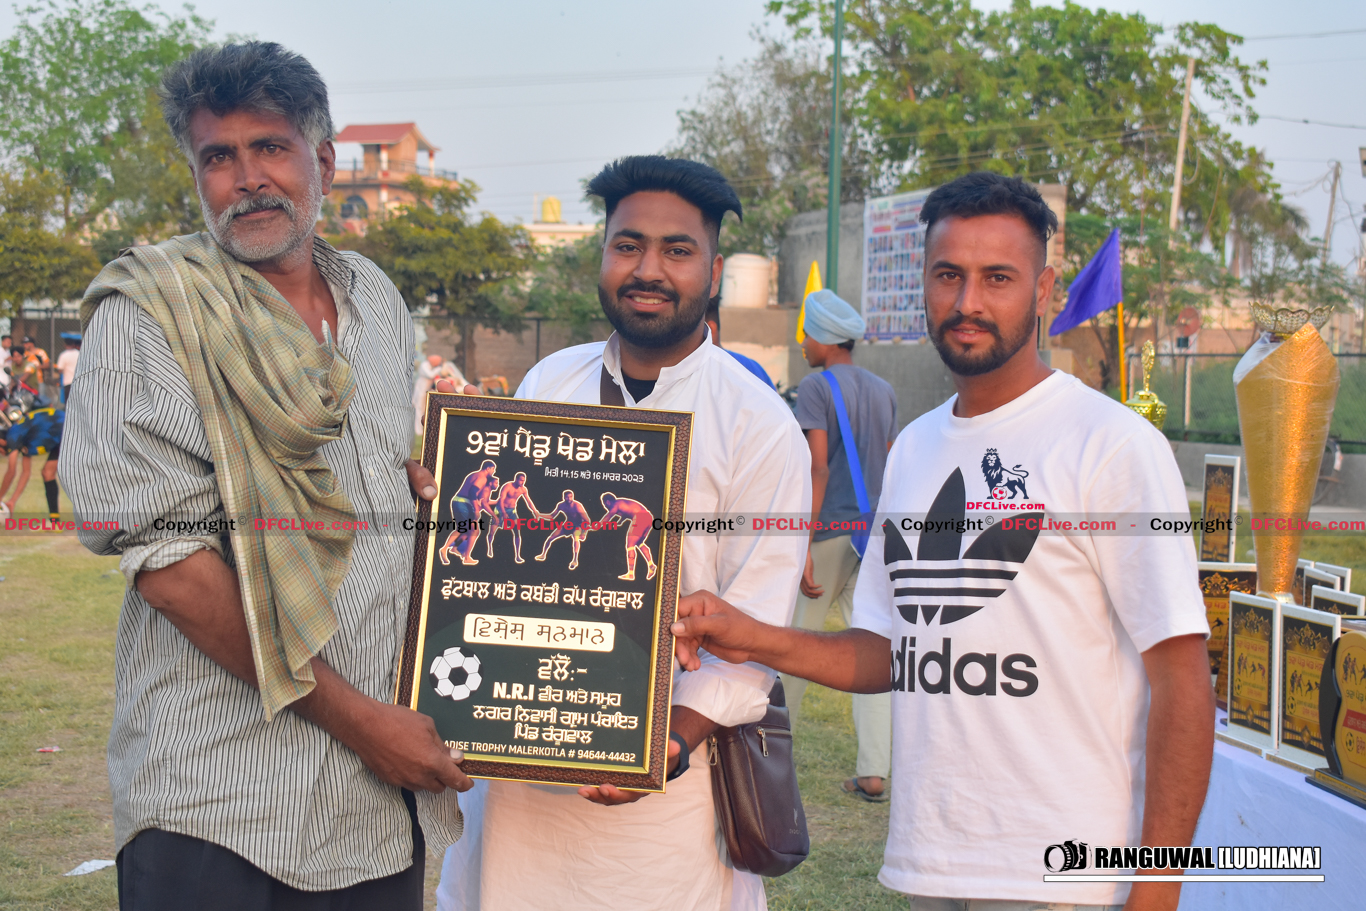 9ਵਾਂ ਪੇਂਡੂ ਖੇਡ ਮੇਲਾ
ਮਿਤੀ 14,15 ਅਤੇ 16 ਮਾਰਚ ੨੦੨੩
ਫੁੱਟਬਾਲ ਅਤੇ ਕਬੱਡੀ ਕੱਪ ਰੰਗੂਵਾਲ
ਵਿਸ਼ੇਸ਼ ਸਨਮਾਨ
ਵੱਲੋਂ:-
N.R.I ਵੀਰ ਅਤੇ ਸਮੂਹ
ਨਗਰ ਨਿਵਾਸੀ ਗ੍ਰਾਮ ਪੰਚਾਇਤ
ਪਿੰਡ ਰੰਗੂਵਾਲ
ADISE TROPHY MALERKOTLA # 94644-44432
DFCLive.com
adidas
DFCLive.com - Copyright© DFCLive.com - Copyright© DFCLive.com - Copyright© DFCLive.com - Copyright© DFCLive.com - Copyright© DFCLive.com
RANGUWAL [LUDHIANA]